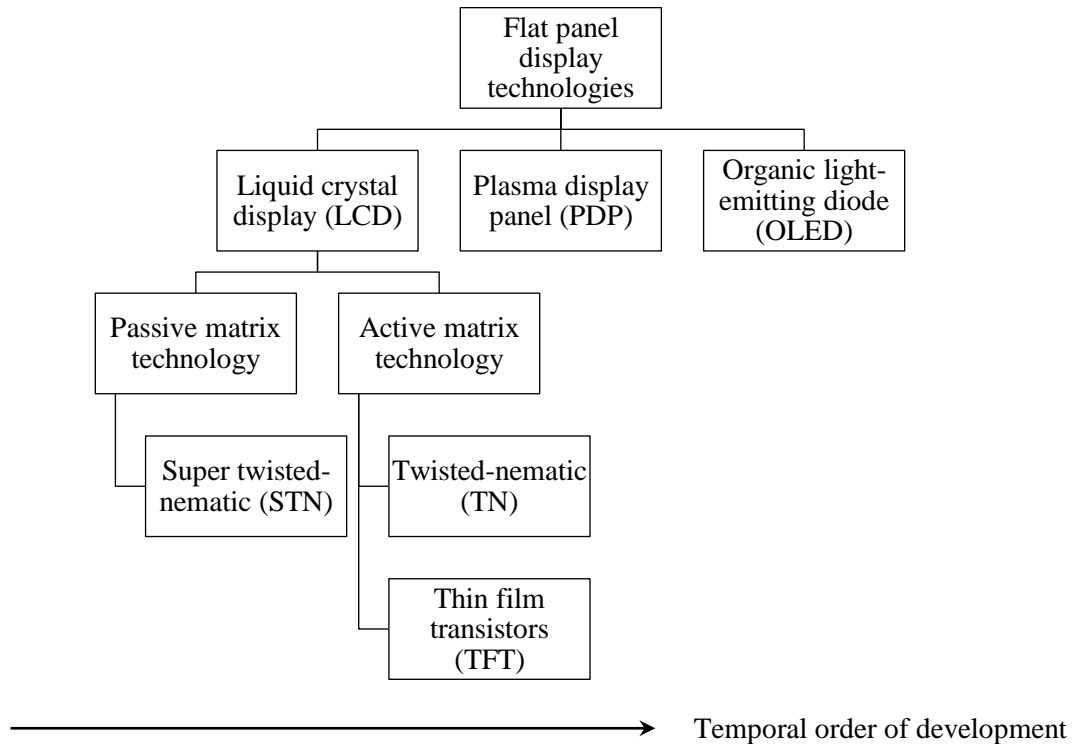 Flat panel
display
technologies
Liquid crystal
display (LCD)
Plasma display
panel (PDP)
Organic light-
emitting diode
(OLED)
Passive matrix
technology
Active matrix
technology
Super twisted-
nematic (STN)
Twisted-nematic
(TN)
Thin film
transistors
(TFT)
Temporal order of development